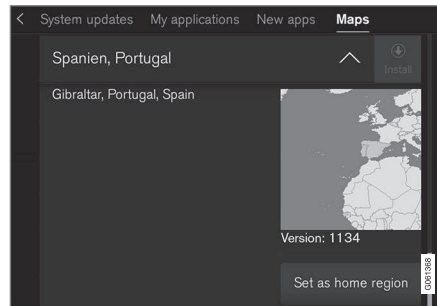 < System updates My applications New apps Maps
Spanien, Portugal
Install
Gibraltar, Portugal, Spain
Version: 1134
Set as home region
G061368